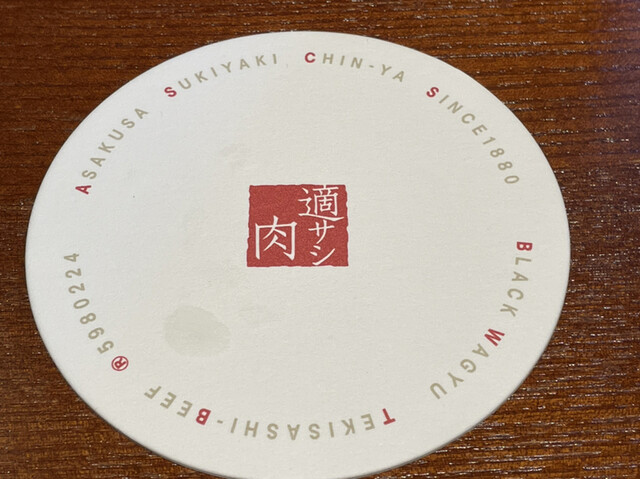 ASAKUSA SUKIYAKI CHIN-YA SINCE1880
適サシ
肉
BLACK WAGYU TEKISASHI-BEEF ®5980224